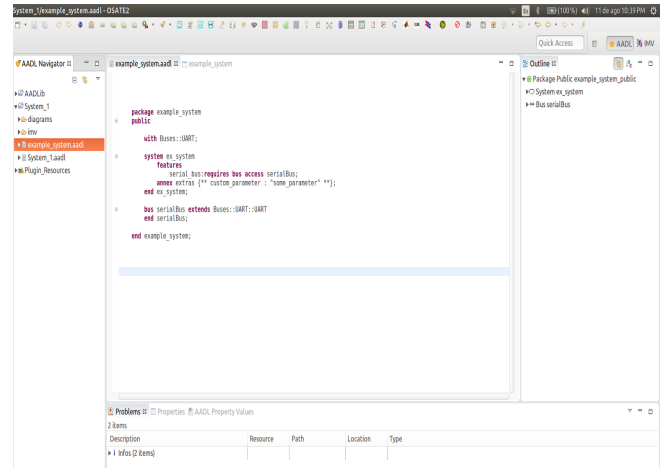 System_1/example_system.aadl - OSATE2
Es
(100%)
11 de ago 10:39 PM
Quick Access
AADL
IMV
AADL Navigator
AADLib
System_1
diagrams
imv
example_system.aadl
System_1.aadl
Plugin_Resources
example_system.aadl
example_system
package example_system
public
with Buses::UART;
system ex_system
features
serial_bus:requires bus access serialBus;
annex extras {** custom_parameter : "some_parameter" **};
end ex_system;
bus serialBus extends Buses::UART::UART
end serialBus;
end example_system;
Outline
Package Public example_system_public
System ex_system
Bus serialBus
Problems
Properties
AADL Property Values
2 items
Description Resource Path Location Type
i Infos (2 items)